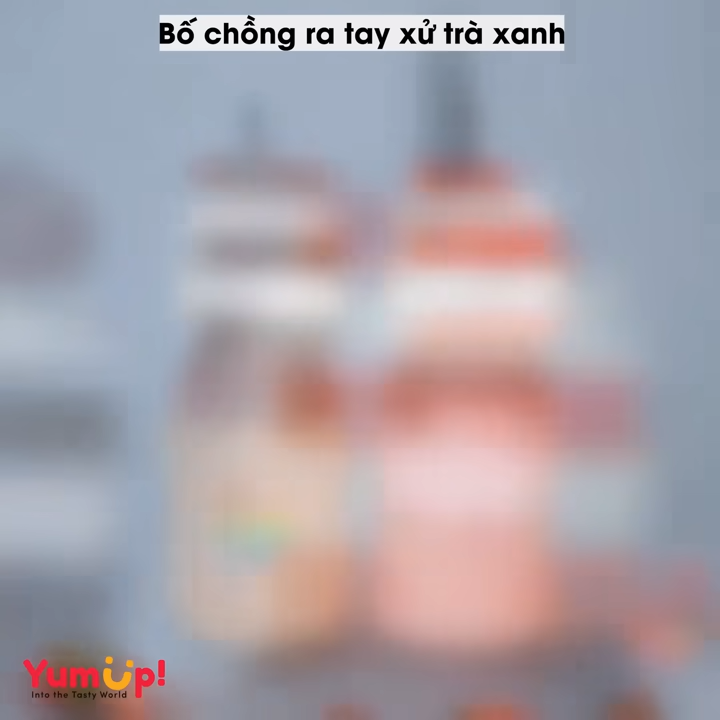 Bố chồng ra tay xử trà xanh
YumUp!
Into the Tasty World